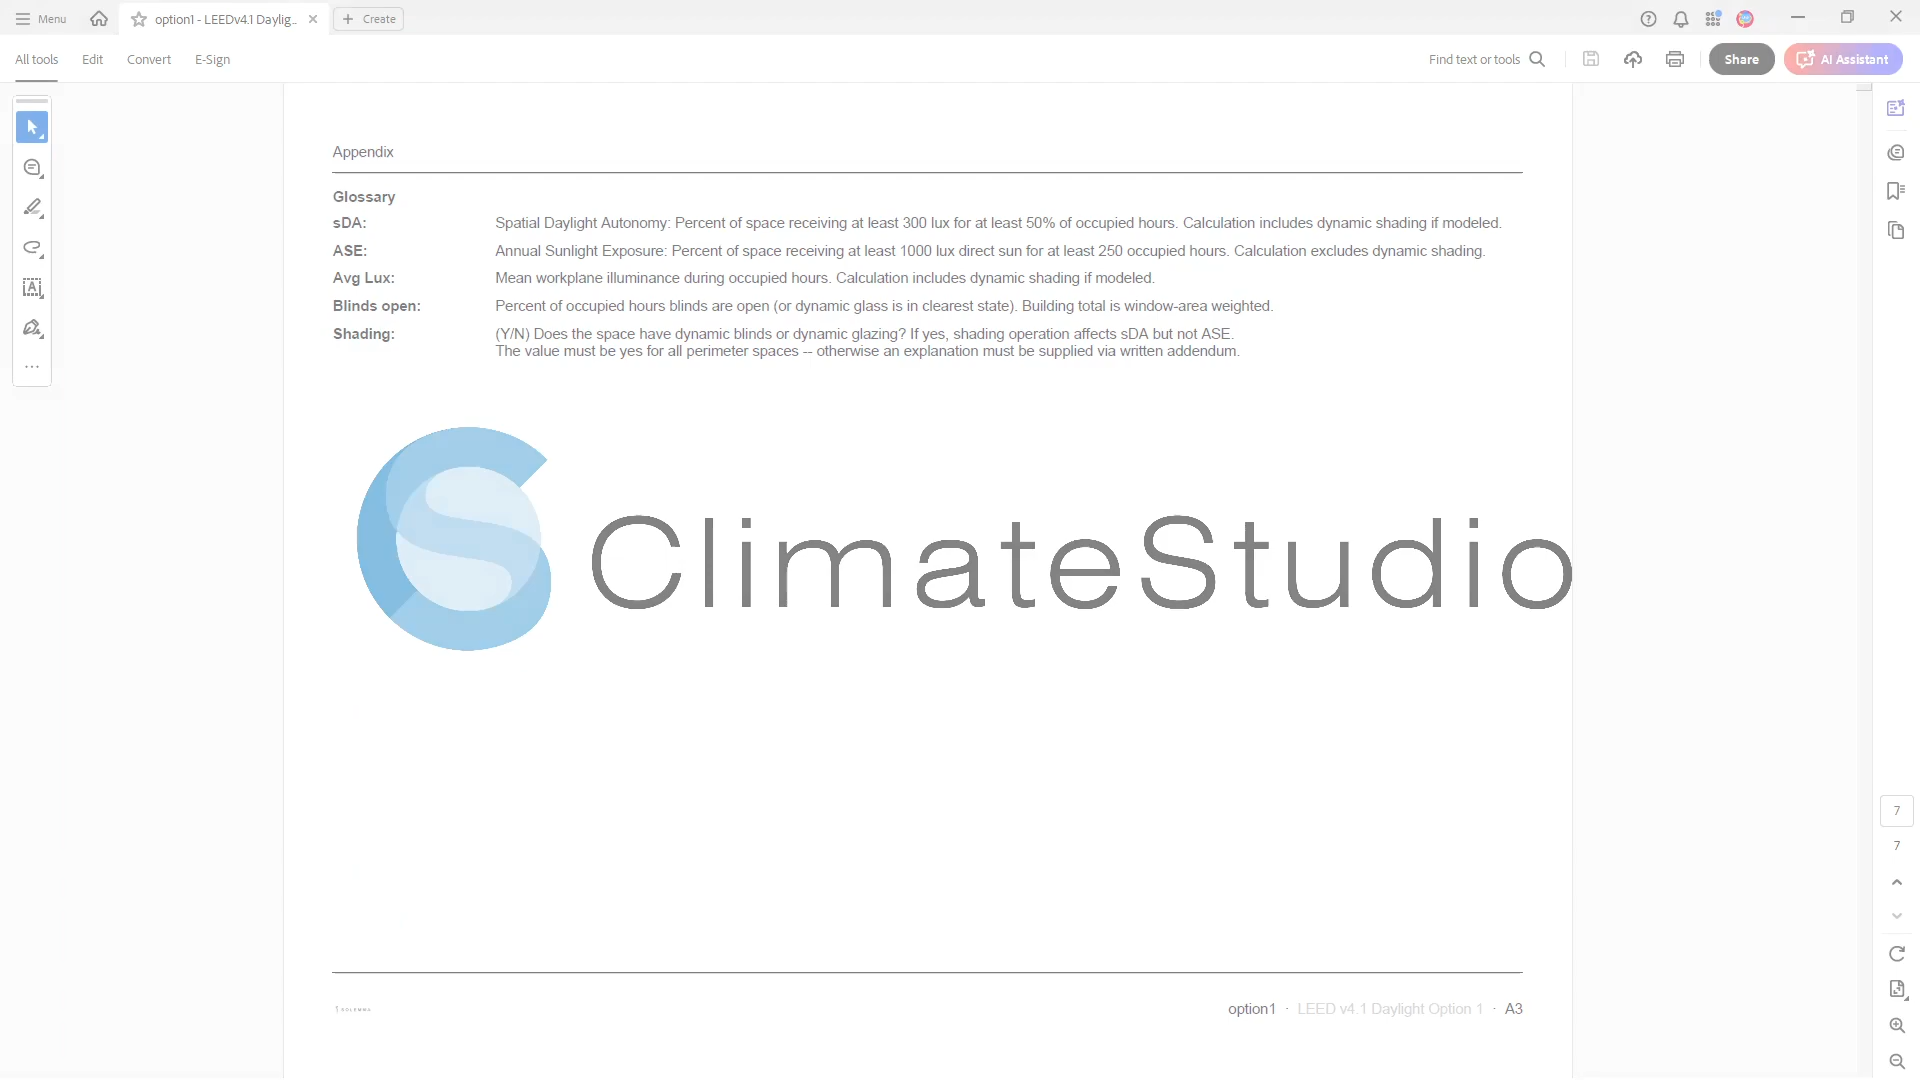 Menu
option1 - LEEDv4.1 Daylig...
Create
All tools
Edit
Convert
E-Sign
Find text or tools
Share
AI Assistant
Appendix
Glossary
sDA: Spatial Daylight Autonomy: Percent of space receiving at least 300 lux for at least 50% of occupied hours. Calculation includes dynamic shading if modeled.
ASE: Annual Sunlight Exposure: Percent of space receiving at least 1000 lux direct sun for at least 250 occupied hours. Calculation excludes dynamic shading.
Avg Lux: Mean workplane illuminance during occupied hours. Calculation includes dynamic shading if modeled.
Blinds open: Percent of occupied hours blinds are open (or dynamic glass is in clearest state). Building total is window-area weighted.
Shading: (Y/N) Does the space have dynamic blinds or dynamic glazing? If yes, shading operation affects sDA but not ASE.
The value must be yes for all perimeter spaces -- otherwise an explanation must be supplied via written addendum.
CS ClimateStudio
7
7
SOLEMMA
option1 · LEED v4.1 Daylight Option 1 · A3